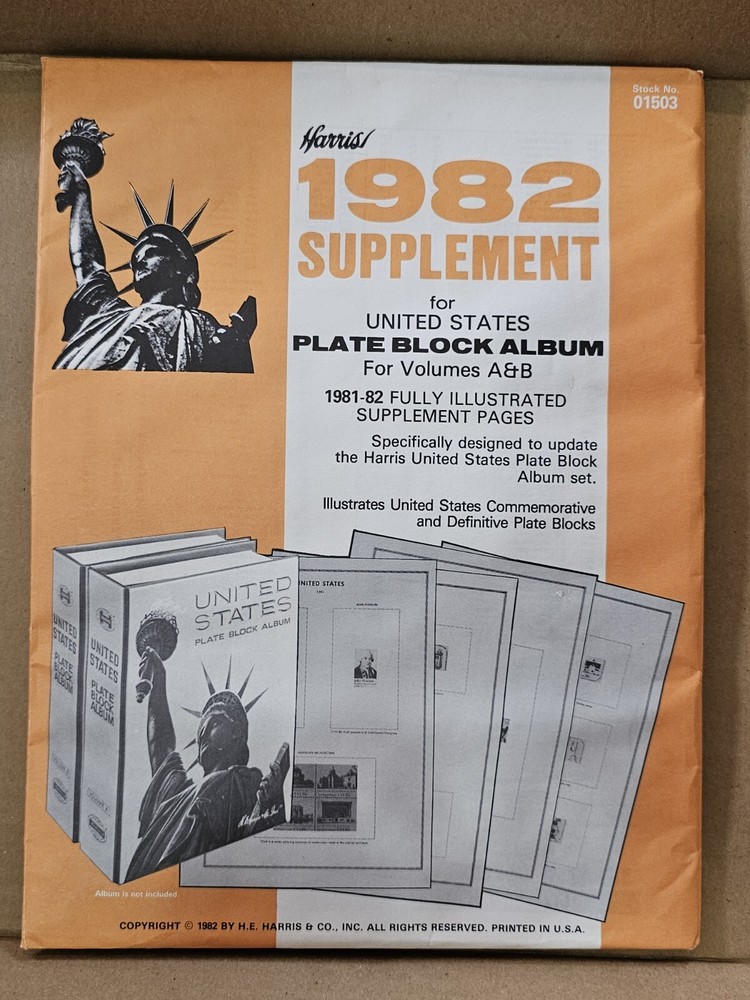 Stock No.
01503
Harris
1982
SUPPLEMENT
for
UNITED STATES
PLATE BLOCK ALBUM
For Volumes A&B
1981-82 FULLY ILLUSTRATED
SUPPLEMENT PAGES
Specifically designed to update
the Harris United States Plate Block
Album set.
Illustrates United States Commemorative
and Definitive Plate Blocks
UNITED
STATES
PLATE
BLOCK
ALBUM
UNITED
STATES
PLATE
BLOCK
ALBUM
UNITED
STATES
PLATE BLOCK ALBUM
UNITED STATES
Album is not included.
COPYRIGHT © 1982 BY H.E. HARRIS & CO., INC. ALL RIGHTS RESERVED. PRINTED IN U.S.A.